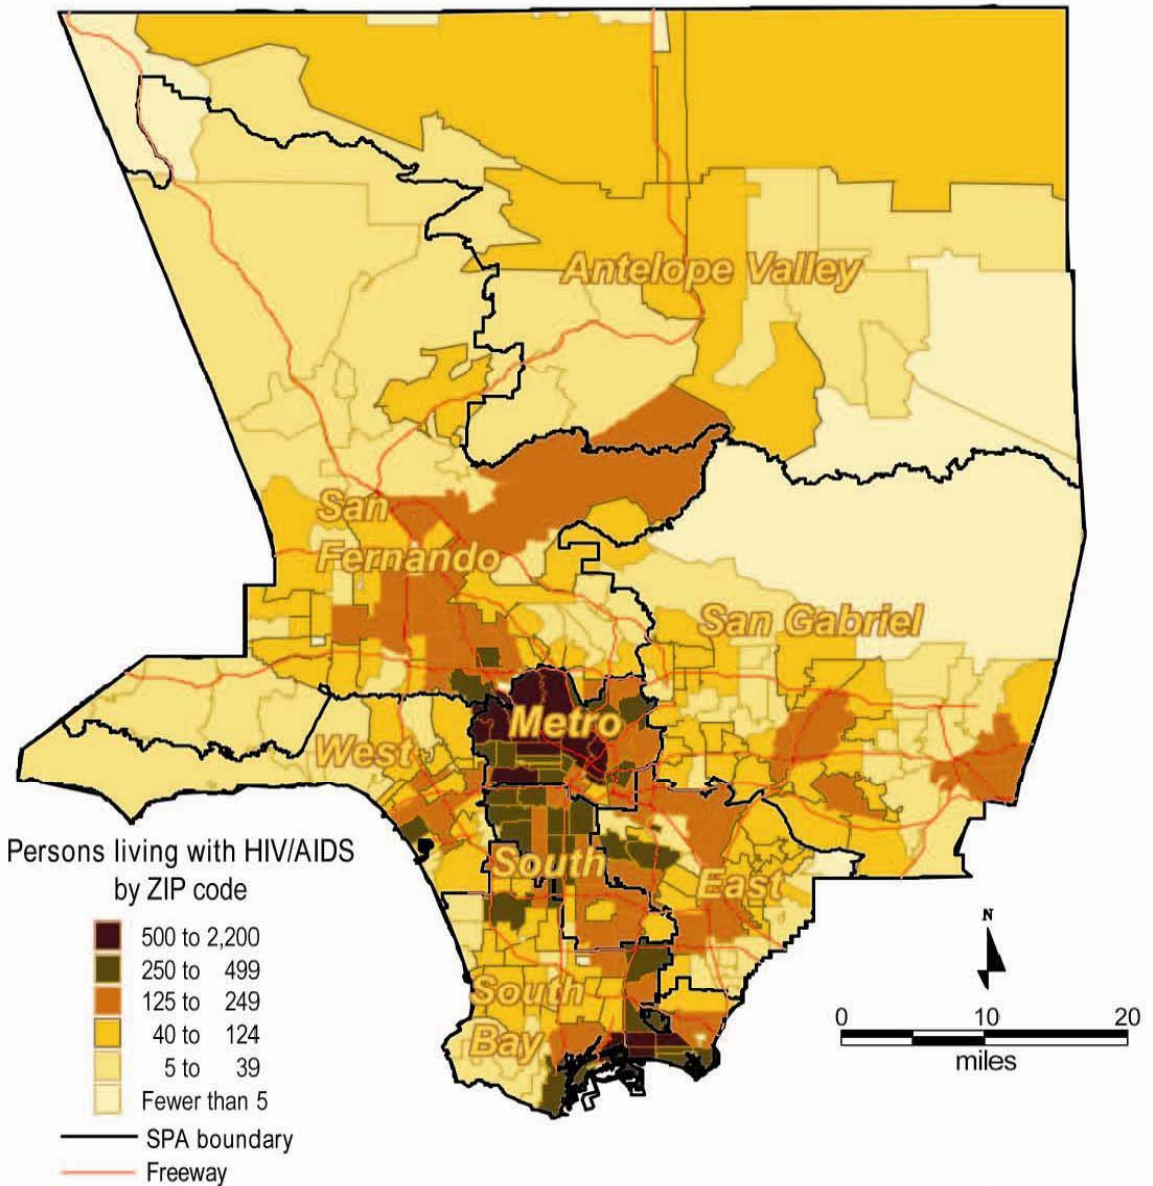 Antelope Valley
San
Fernando
San Gabriel
Metro
West
South
East
South
Bay
Persons living with HIV/AIDS
by ZIP code
500 to 2,200
250 to 499
125 to 249
40 to 124
5 to 39
Fewer than 5
SPA boundary
Freeway
N
0 10 20
miles